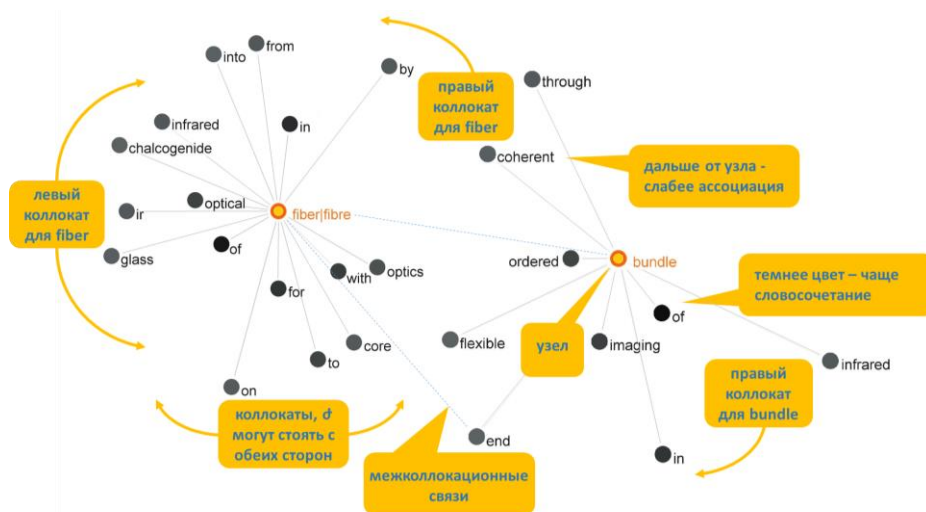 from
into
by
правый
коллокат
для fiber
through
infrared
in
chalcogenide
coherent
дальше от узла -
слабее ассоциация
левый
коллокат
для fiber
optical
ir
fiber|fibre
of
glass
with
optics
ordered
bundle
темнее цвет – чаще
словосочетание
for
of
узел
flexible
imaging
core
to
infrared
on
правый
коллокат
для bundle
коллокаты,
могут стоять с
обеих сторон
end
межколлокационные
связи
in